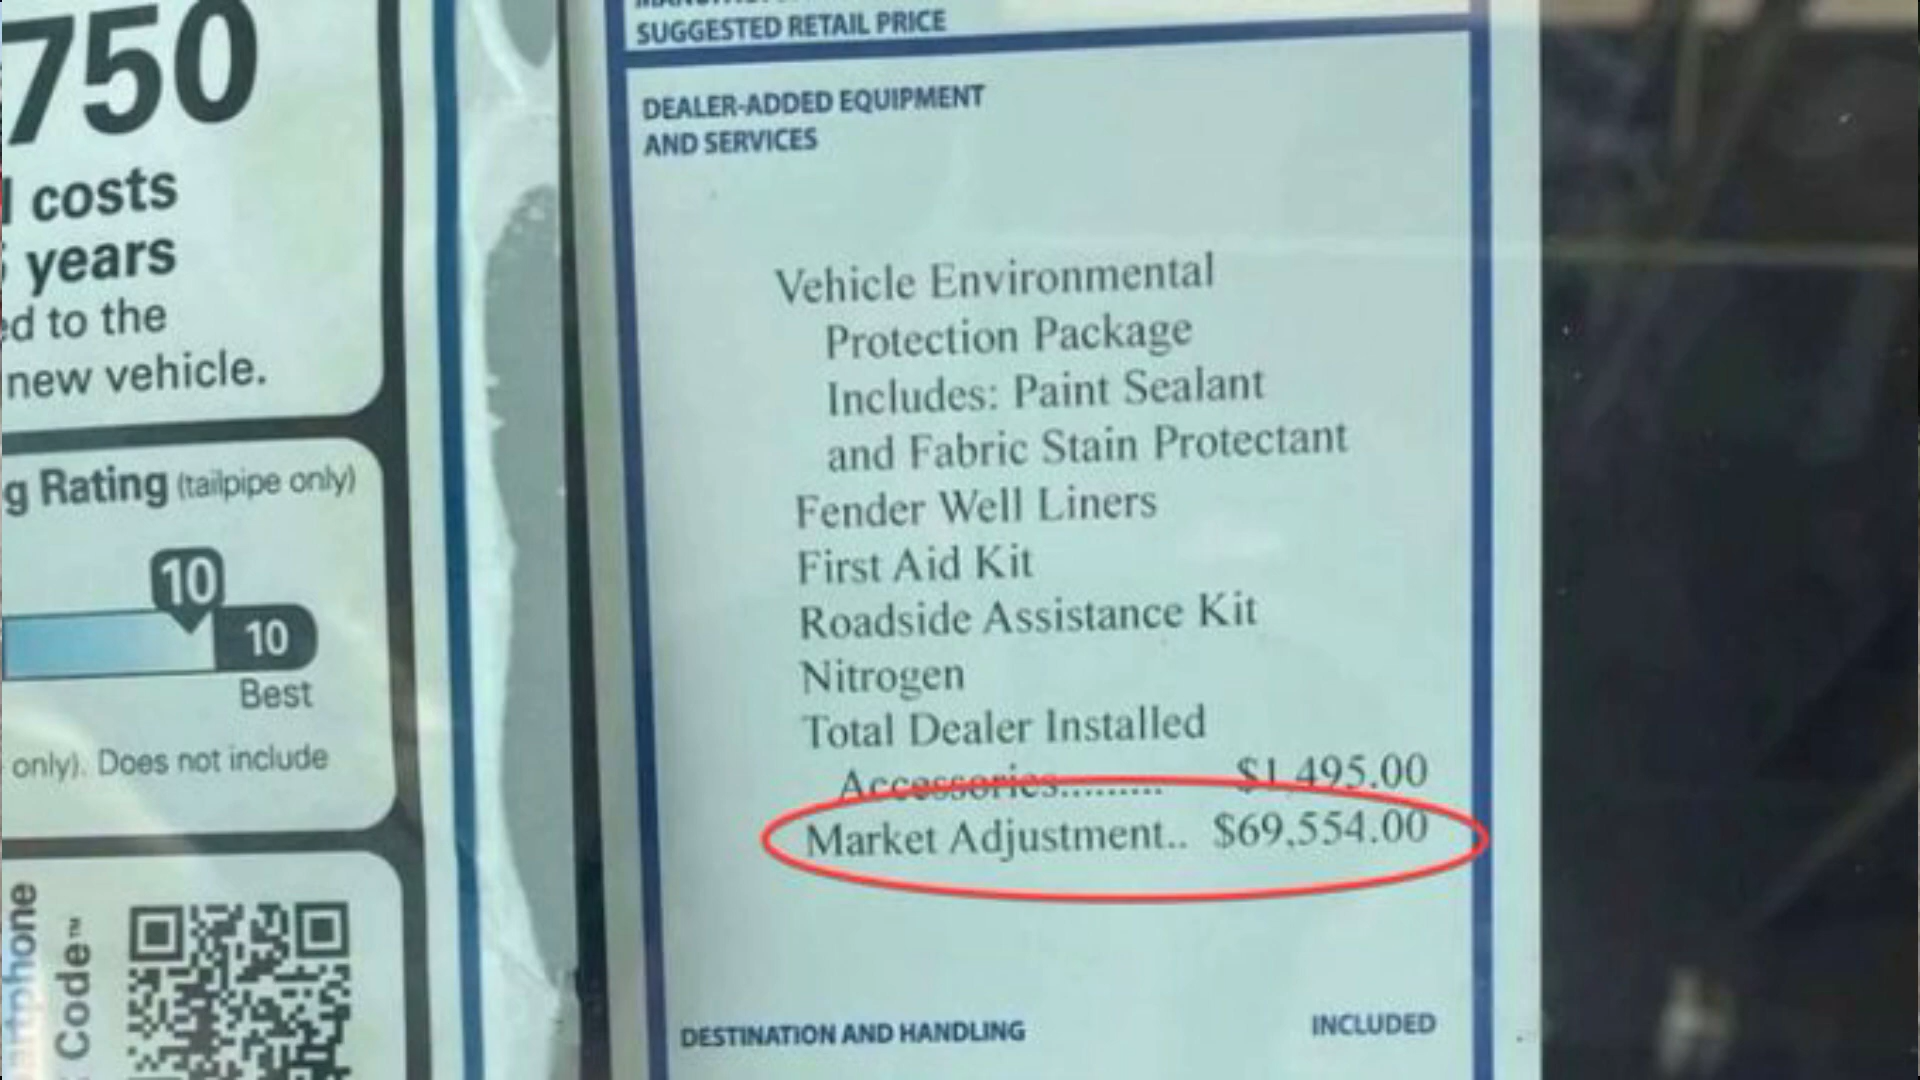 750
costs
years
ed to the
new vehicle.
g Rating (tailpipe only)
10
10
Best
only). Does not include
artphone
Code™
SUGGESTED RETAIL PRICE
DEALER-ADDED EQUIPMENT
AND SERVICES
Vehicle Environmental
Protection Package
Includes: Paint Sealant
and Fabric Stain Protectant
Fender Well Liners
First Aid Kit
Roadside Assistance Kit
Nitrogen
Total Dealer Installed
Accessories......... $1,495.00
Market Adjustment.. $69,554.00
DESTINATION AND HANDLING INCLUDED